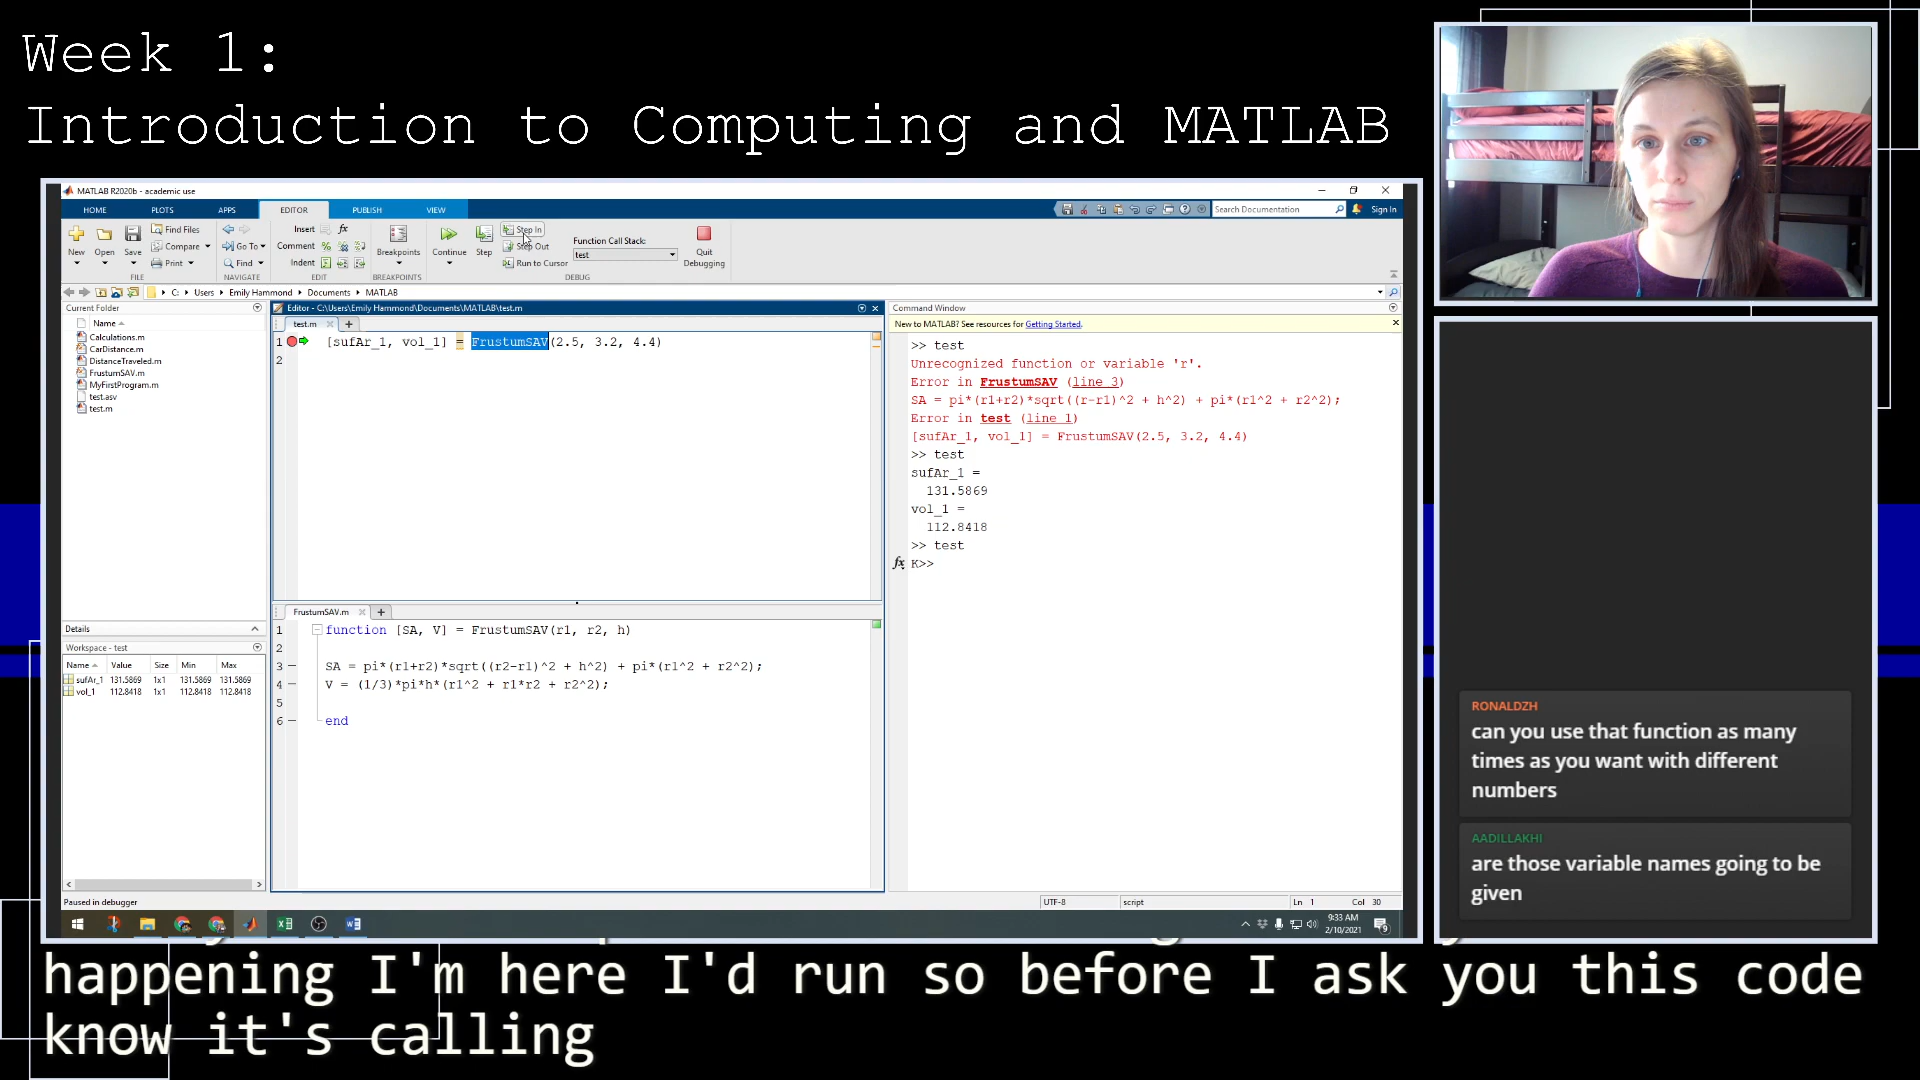 Week 1:
Introduction to Computing and MATLAB
MATLAB R2020b - academic use
HOME PLOTS APPS EDITOR PUBLISH VIEW
Search Documentation
Sign In
New Open Save
Find Files
Compare
Print
FILE
Go To
Find
NAVIGATE
Insert fx
Comment
Indent
EDIT
Breakpoints
BREAKPOINTS
Continue
Step
Step In
Step Out
Run to Cursor
Function Call Stack:
test
Quit
Debugging
DEBUG
C: Users Emily Hammond Documents MATLAB
Current Folder
Name
Calculations.m
CarDistance.m
DistanceTraveled.m
FrustumSAV.m
MyFirstProgram.m
test.asv
test.m
Details
Workspace - test
Name Value Size Min Max
sufAr_1 131.5869 1x1 131.5869 131.5869
vol_1 112.8418 1x1 112.8418 112.8418
Paused in debugger
Editor - C:\Users\Emily Hammond\Documents\MATLAB\test.m
test.m
1 [sufAr_1, vol_1] = FrustumSAV(2.5, 3.2, 4.4)
2
FrustumSAV.m
1 function [SA, V] = FrustumSAV(r1, r2, h)
2
3 SA = pi*(r1+r2)*sqrt((r2-r1)^2 + h^2) + pi*(r1^2 + r2^2);
4 V = (1/3)*pi*h*(r1^2 + r1*r2 + r2^2);
5
6 end
Command Window
New to MATLAB? See resources for Getting Started.
>> test
Unrecognized function or variable 'r'.
Error in FrustumSAV (line 3)
SA = pi*(r1+r2)*sqrt((r-r1)^2 + h^2) + pi*(r1^2 + r2^2);
Error in test (line 1)
[sufAr_1, vol_1] = FrustumSAV(2.5, 3.2, 4.4)
>> test
sufAr_1 =
131.5869
vol_1 =
112.8418
>> test
fx K>>
UTF-8 script Ln 1 Col 30
9:33 AM
2/10/2021
RONALDZH
can you use that function as many
times as you want with different
numbers
AADILLAKHI
are those variable names going to be
given
happening I'm here I'd run so before I ask you this code
know it's calling